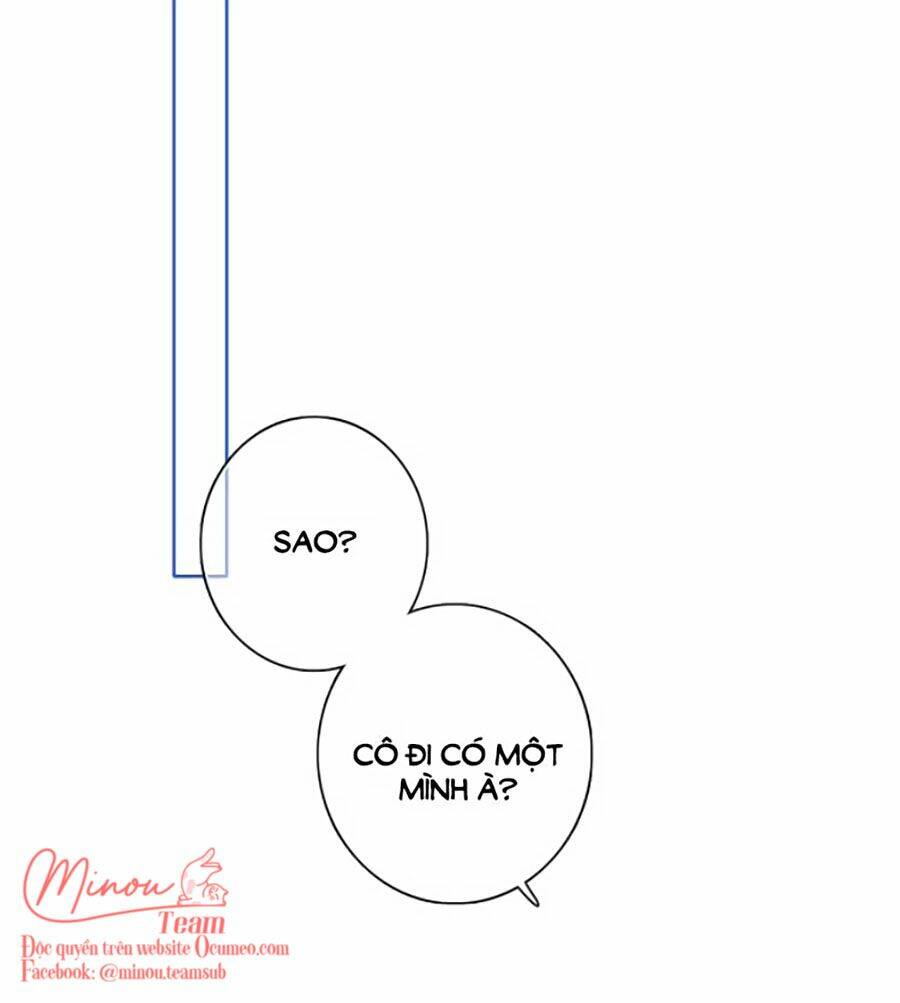 SAO?
CÔ ĐI CÓ MỘT
MÌNH À?
Minou
Team
Độc quyền trên website Ocumeo.com
Facebook: @minou.teamsub